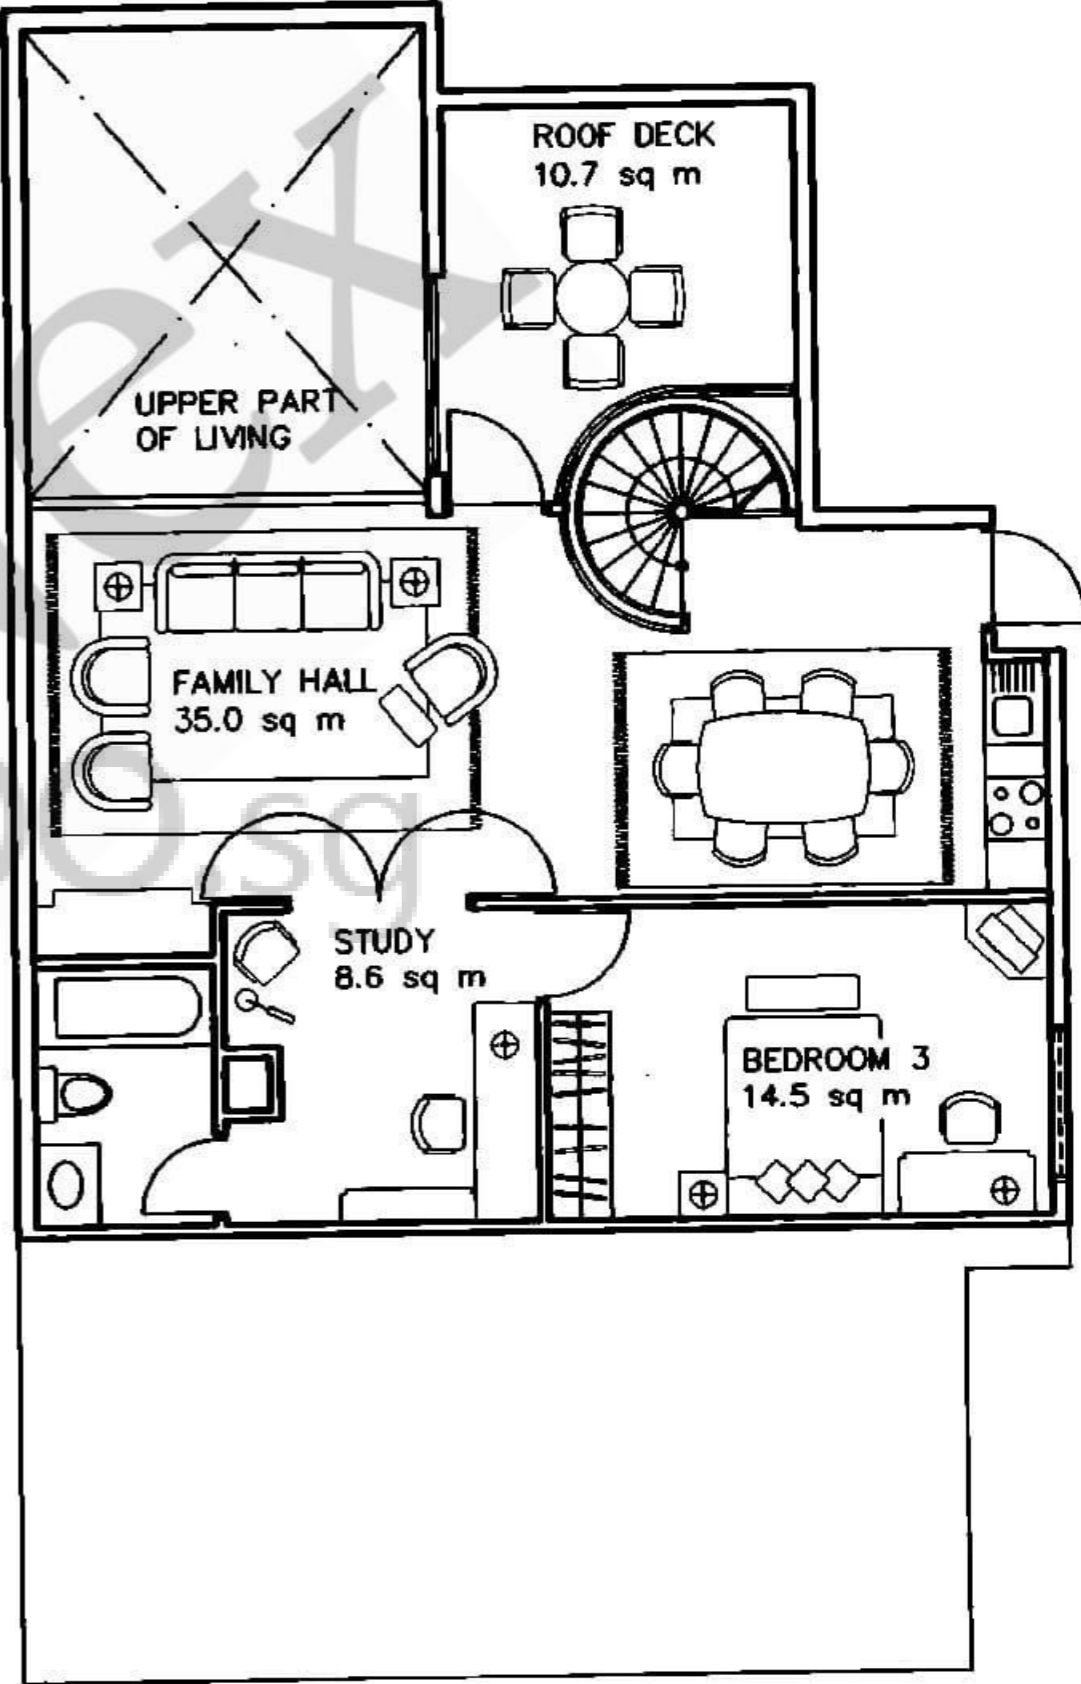 ROOF DECK
10.7 sq m
UPPER PART
OF LIVING
FAMILY HALL
35.0 sq m
STUDY
8.6 sq m
BEDROOM 3
14.5 sq m